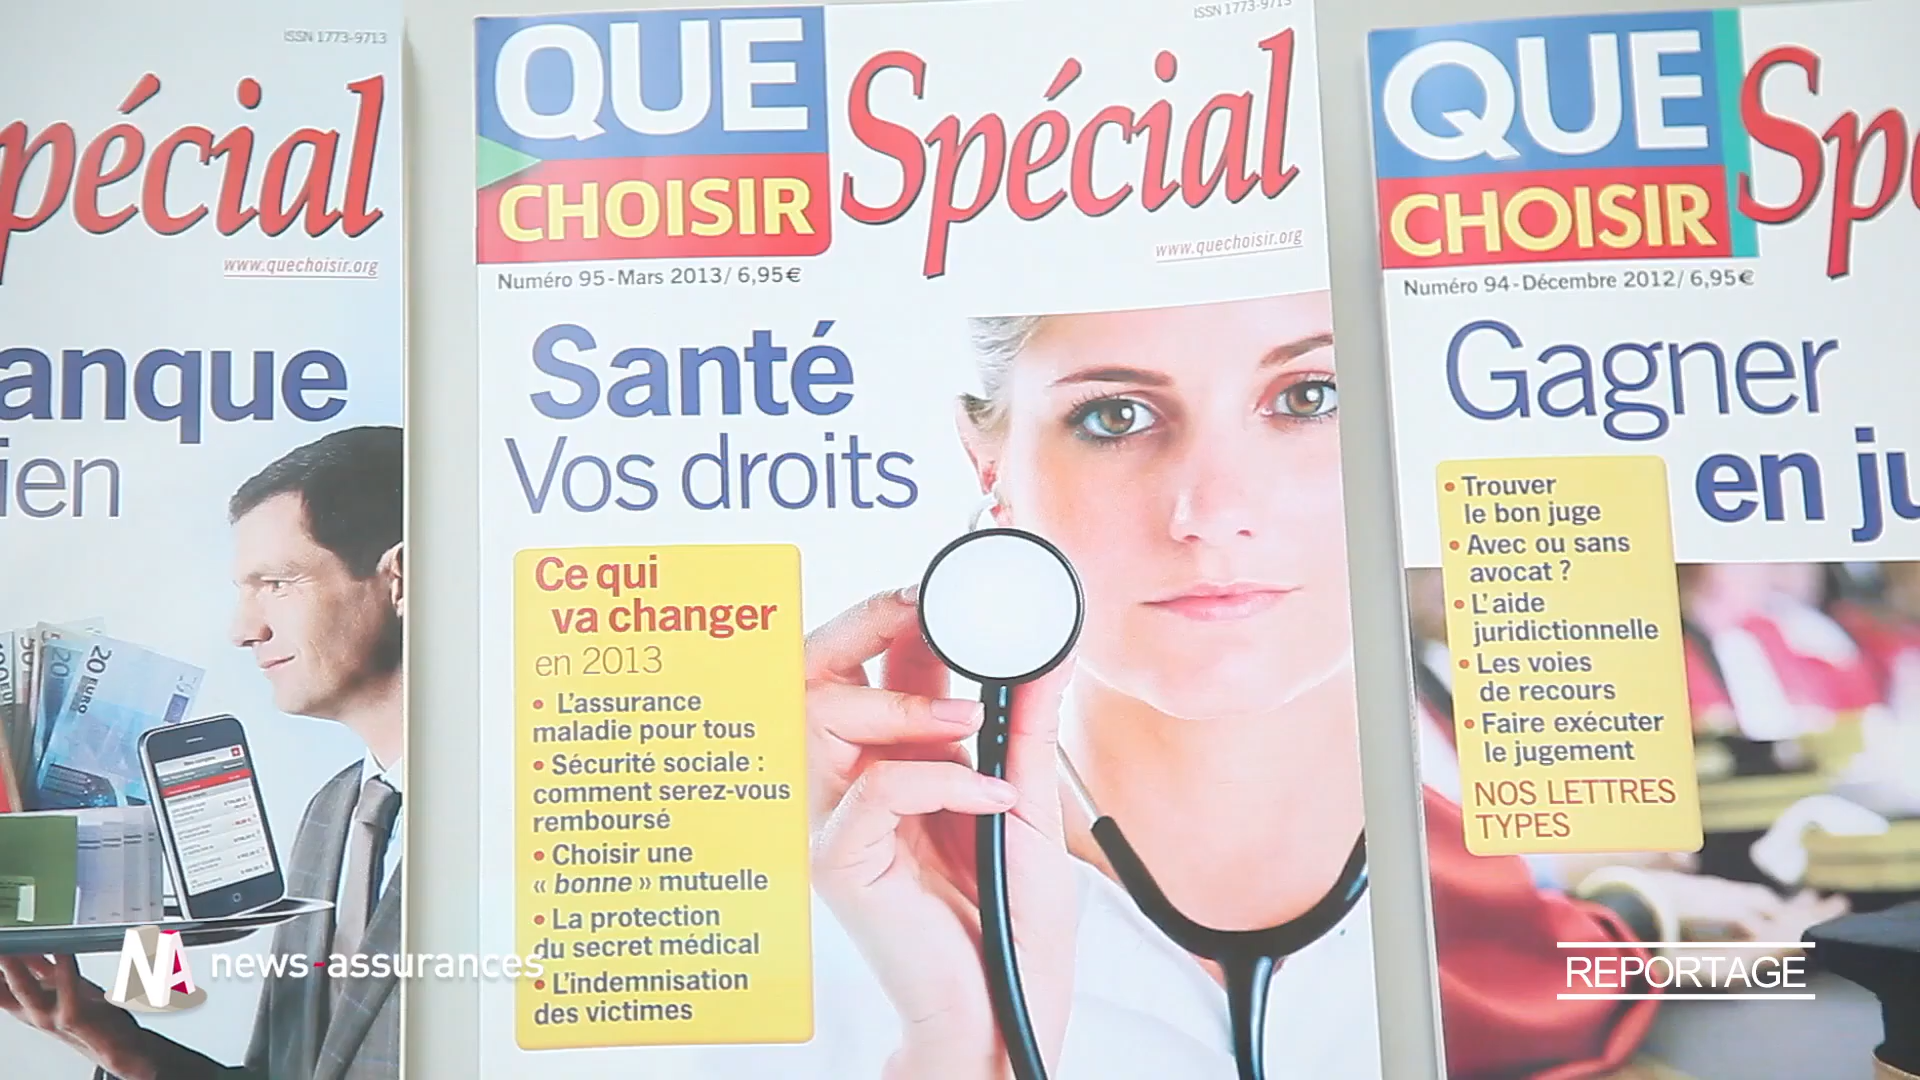 ISSN 1773-9713
pécial
www.quechoisir.org
anque
ien
20 EURO
ISSN 1773-9713
QUE
CHOISIR
Spécial
www.quechoisir.org
Numéro 95 - Mars 2013 / 6,95€
Santé
Vos droits
Ce qui
va changer
en 2013
• L'assurance
maladie pour tous
• Sécurité sociale :
comment serez-vous
remboursé
• Choisir une
« bonne » mutuelle
• La protection
du secret médical
• L'indemnisation
des victimes
QUE
CHOISIR
Sp
Numéro 94 - Décembre 2012 / 6,95€
Gagner
en ju
• Trouver
le bon juge
• Avec ou sans
avocat ?
• L'aide
juridictionnelle
• Les voies
de recours
• Faire exécuter
le jugement
NOS LETTRES
TYPES
NA news-assurances
REPORTAGE